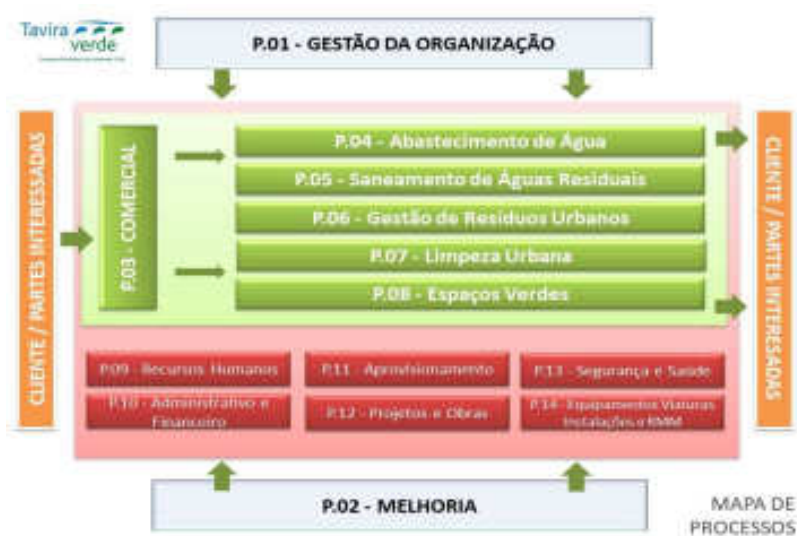 Tavira
verde
P.01 - GESTÃO DA ORGANIZAÇÃO
CLIENTE / PARTES INTERESSADAS
P.03 - COMERCIAL
P.04 - Abastecimento de Água
P.05 - Saneamento de Águas Residuais
P.06 - Gestão de Resíduos Urbanos
P.07 - Limpeza Urbana
P.08 - Espaços Verdes
CLIENTE / PARTES INTERESADAS
P.09 - Recursos Humanos
P.11 - Aprovisionamento
P.13 - Segurança e Saúde
P.10 - Administrativo e
Financeiro
P.12 - Projetos e Obras
P.14 - Equipamentos Viaturas
Instalações e RMM
P.02 - MELHORIA
MAPA DE
PROCESSOS